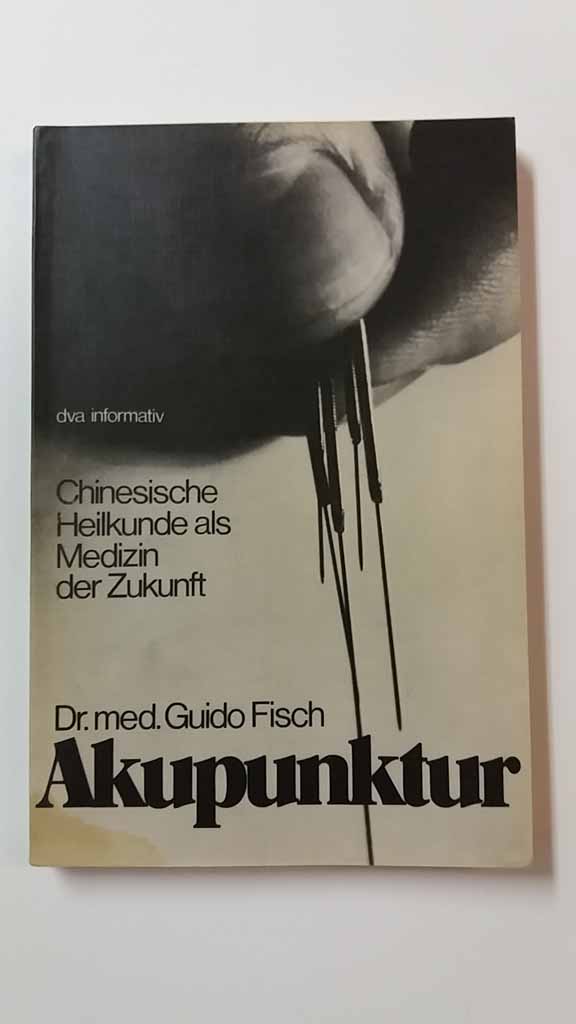 dva informativ
Chinesische
Heilkunde als
Medizin
der Zukunft
Dr. med. Guido Fisch
Akupunktur